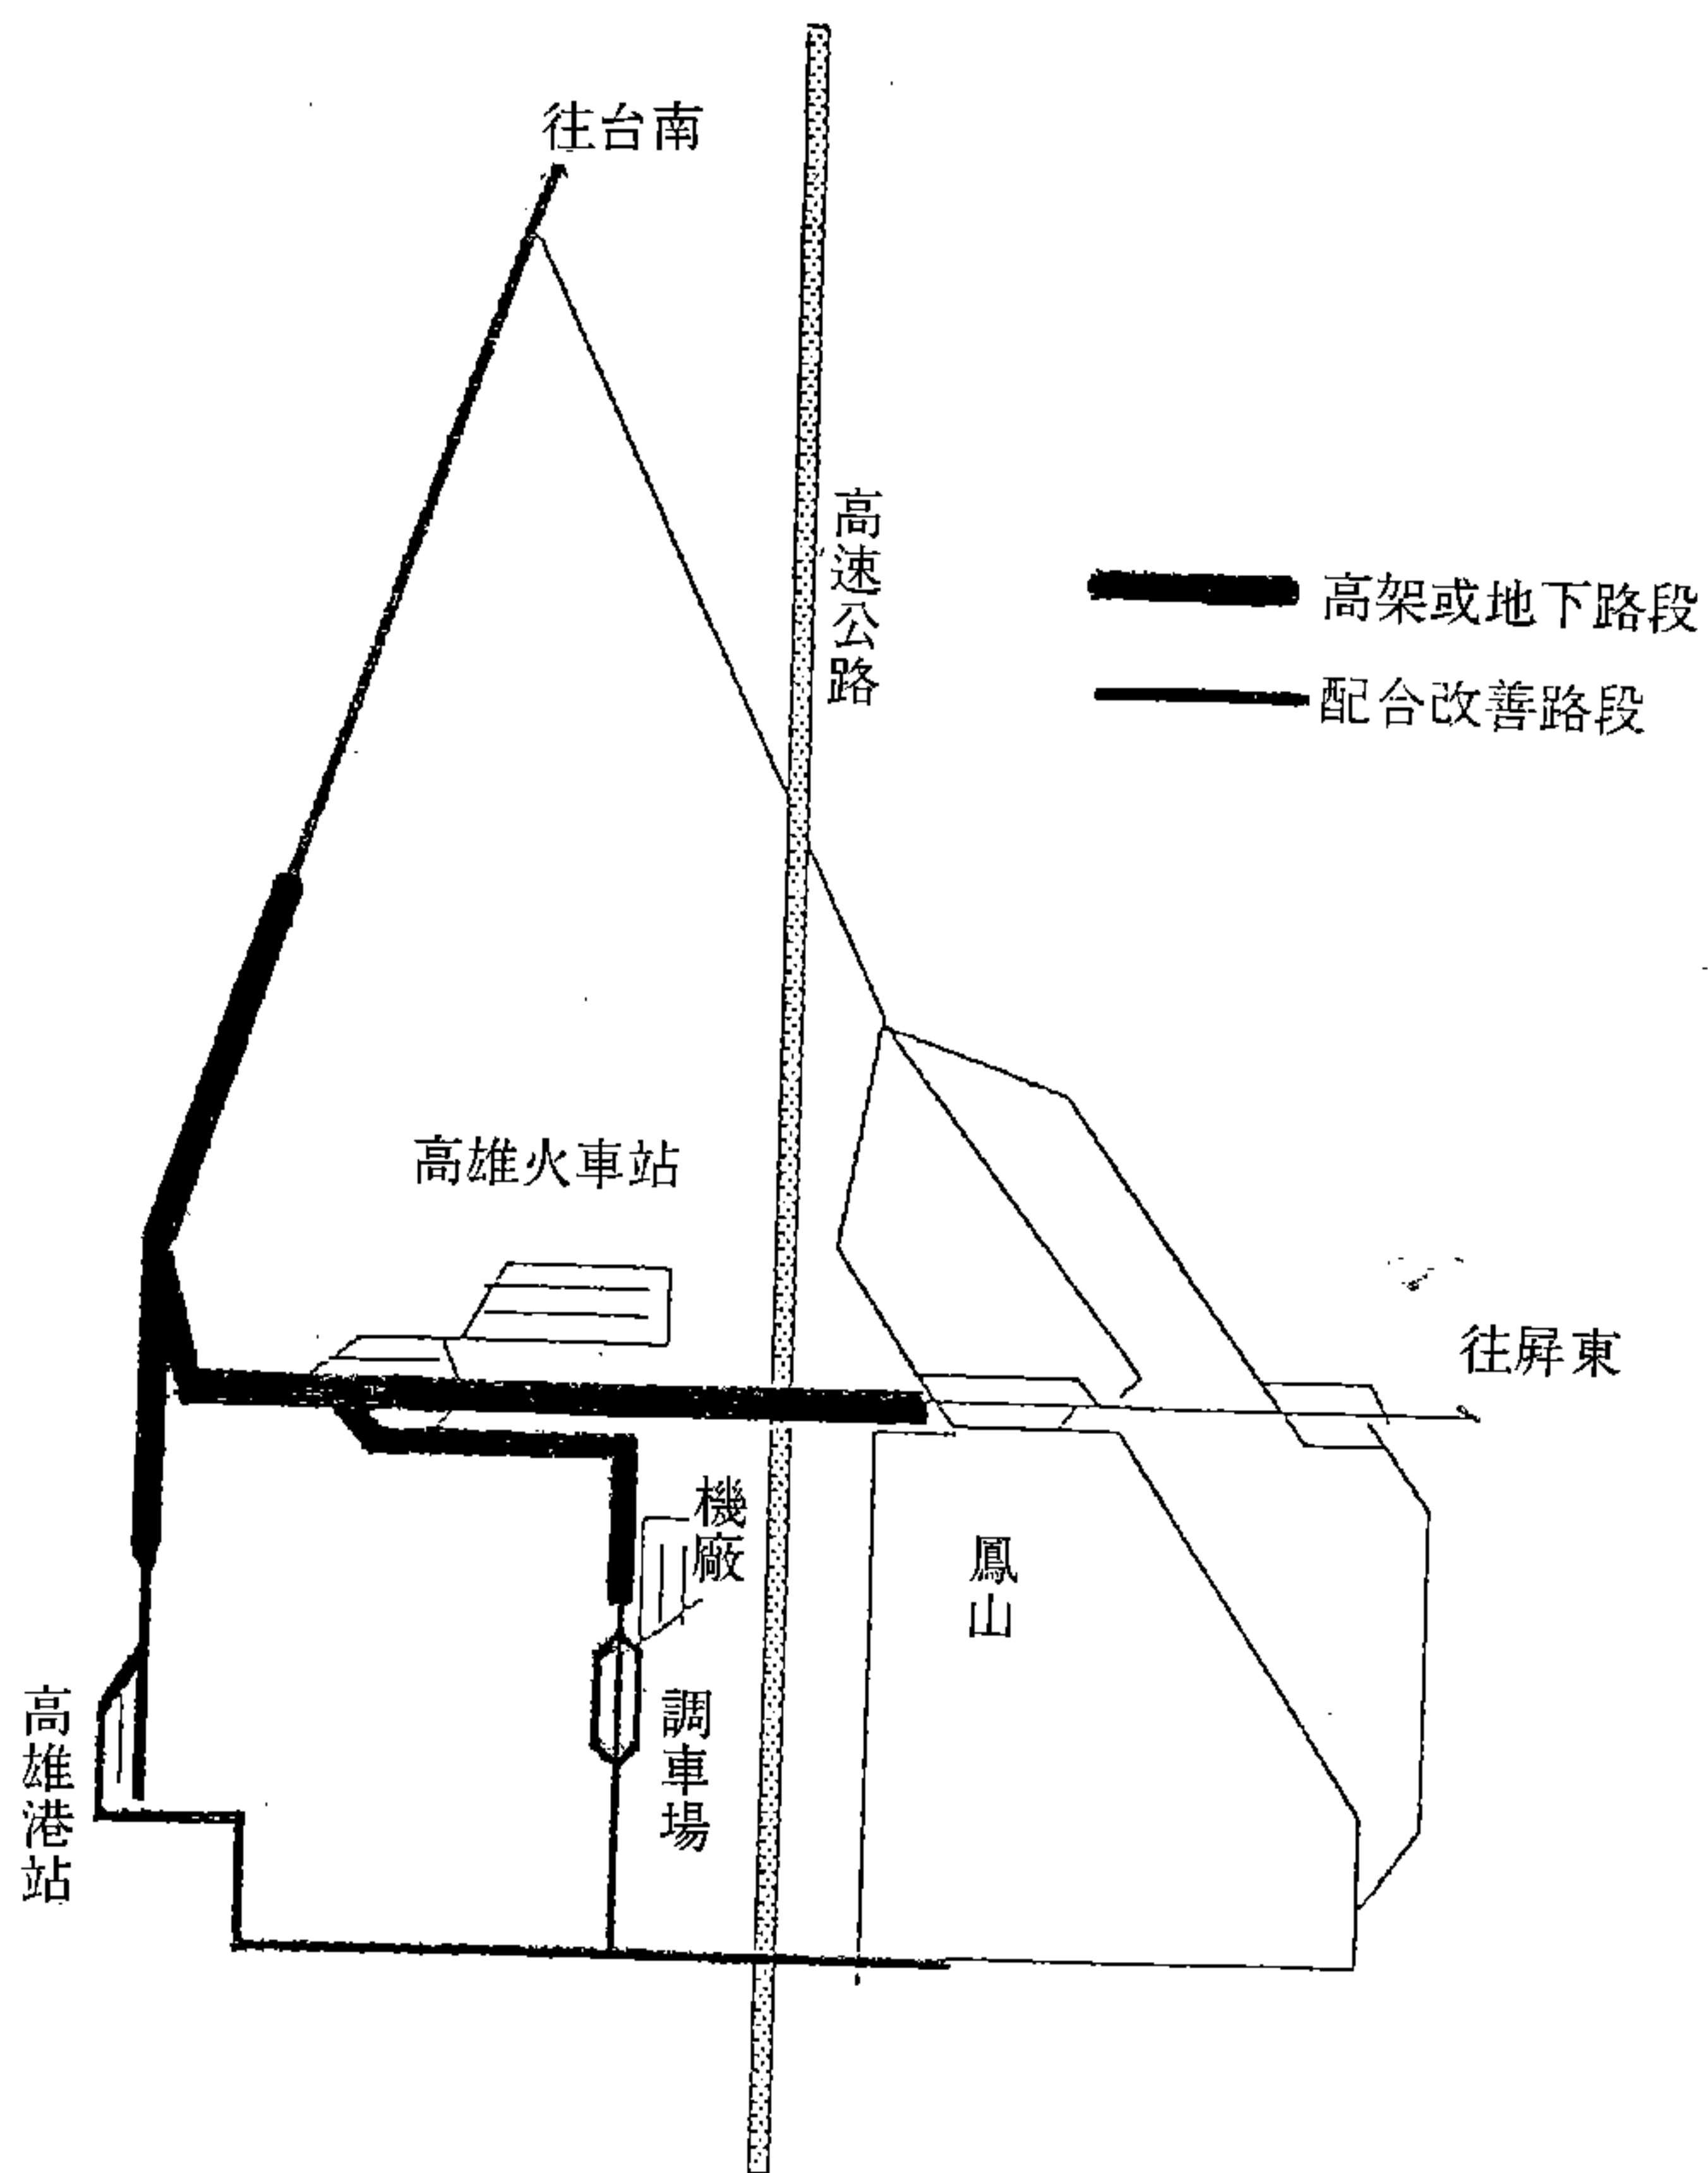 往台南
高速公路
高架或地下路段
配合改善路段
高雄火車站
往屏東
機廠
鳳山
調車場
高雄港站